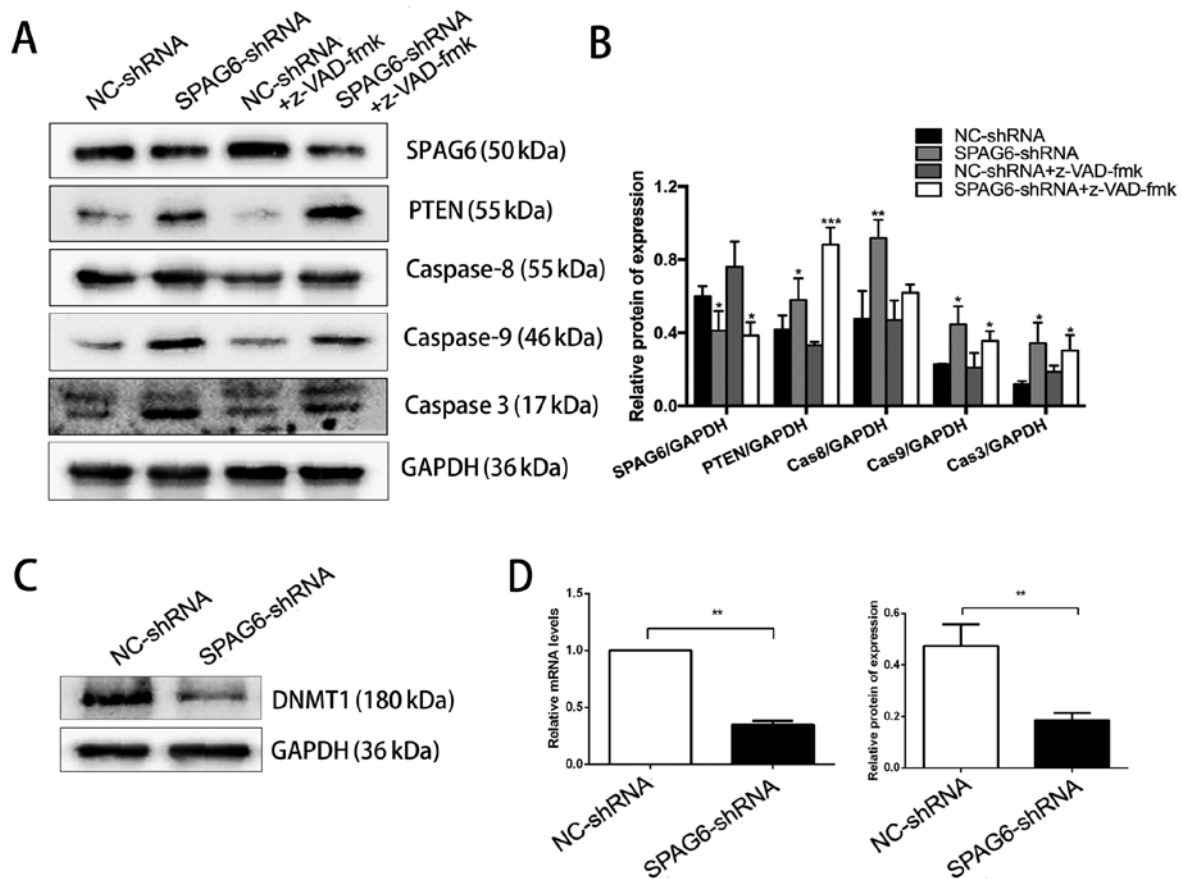 A
NC-shRNA
SPAG6-shRNA
NC-shRNA
+z-VAD-fmk
SPAG6-shRNA
+z-VAD-fmk
SPAG6 (50 kDa)
PTEN (55 kDa)
Caspase-8 (55 kDa)
Caspase-9 (46 kDa)
Caspase 3 (17 kDa)
GAPDH (36 kDa)
B
NC-shRNA
SPAG6-shRNA
NC-shRNA+z-VAD-fmk
SPAG6-shRNA+z-VAD-fmk
Relative protein of expression
1.2
0.8
0.4
0.0
*
*
*
***
**
*
*
*
*
SPAG6/GAPDH
PTEN/GAPDH
Cas8/GAPDH
Cas9/GAPDH
Cas3/GAPDH
C
NC-shRNA
SPAG6-shRNA
DNMT1 (180 kDa)
GAPDH (36 kDa)
D
Relative mRNA levels
1.5
1.0
0.5
0.0
**
NC-shRNA
SPAG6-shRNA
Relative protein of expression
0.6
0.4
0.2
0.0
**
NC-shRNA
SPAG6-shRNA